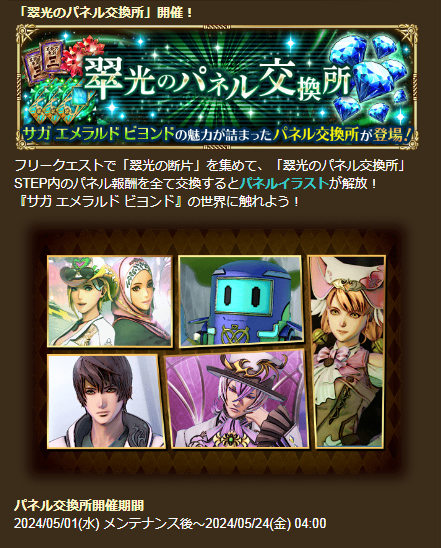 「翠光のパネル交換所」開催！
翠光のパネル交換所
サガ エメラルド ビヨンドの魅力が詰まったパネル交換所が登場！
フリークエストで「翠光の断片」を集めて、「翠光のパネル交換所」
STEP内のパネル報酬を全て交換するとパネルイラストが解放！
『サガ エメラルド ビヨンド』の世界に触れよう！
パネル交換所開催期間
2024/05/01(水) メンテナンス後～2024/05/24(金) 04:00